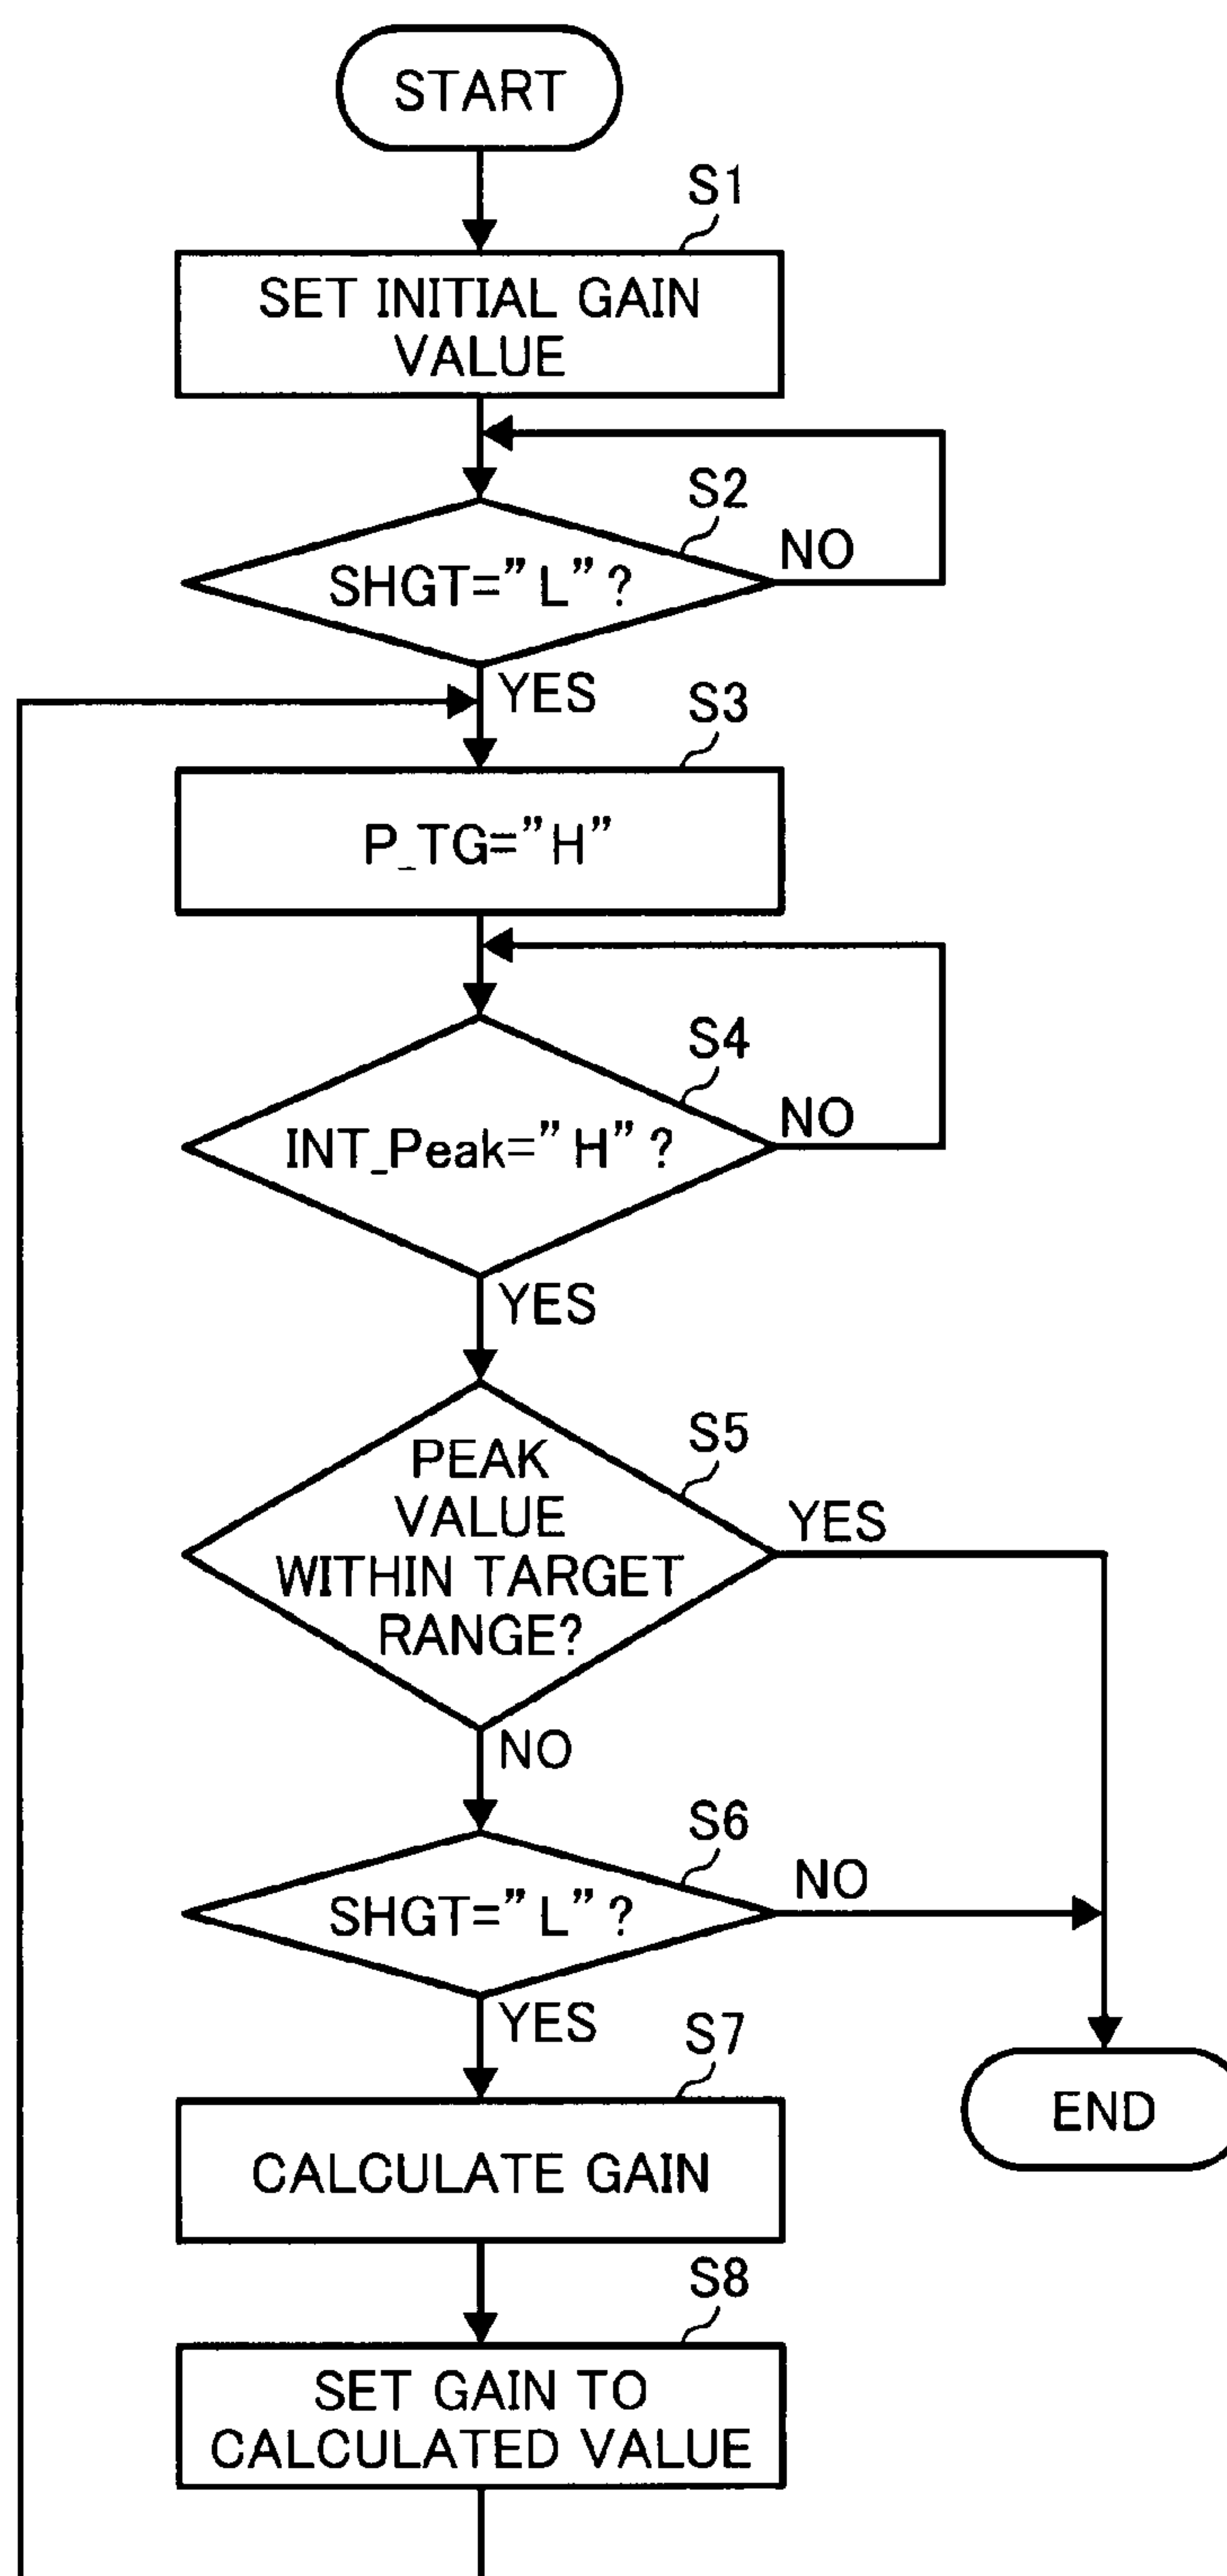 START
S1
SET INITIAL GAIN
VALUE
S2
SHGT="L"?
NO
YES
S3
P_TG="H"
S4
INT_Peak="H"?
NO
YES
S5
PEAK
VALUE
WITHIN TARGET
RANGE?
YES
NO
S6
SHGT="L"?
NO
YES
S7
CALCULATE GAIN
END
S8
SET GAIN TO
CALCULATED VALUE